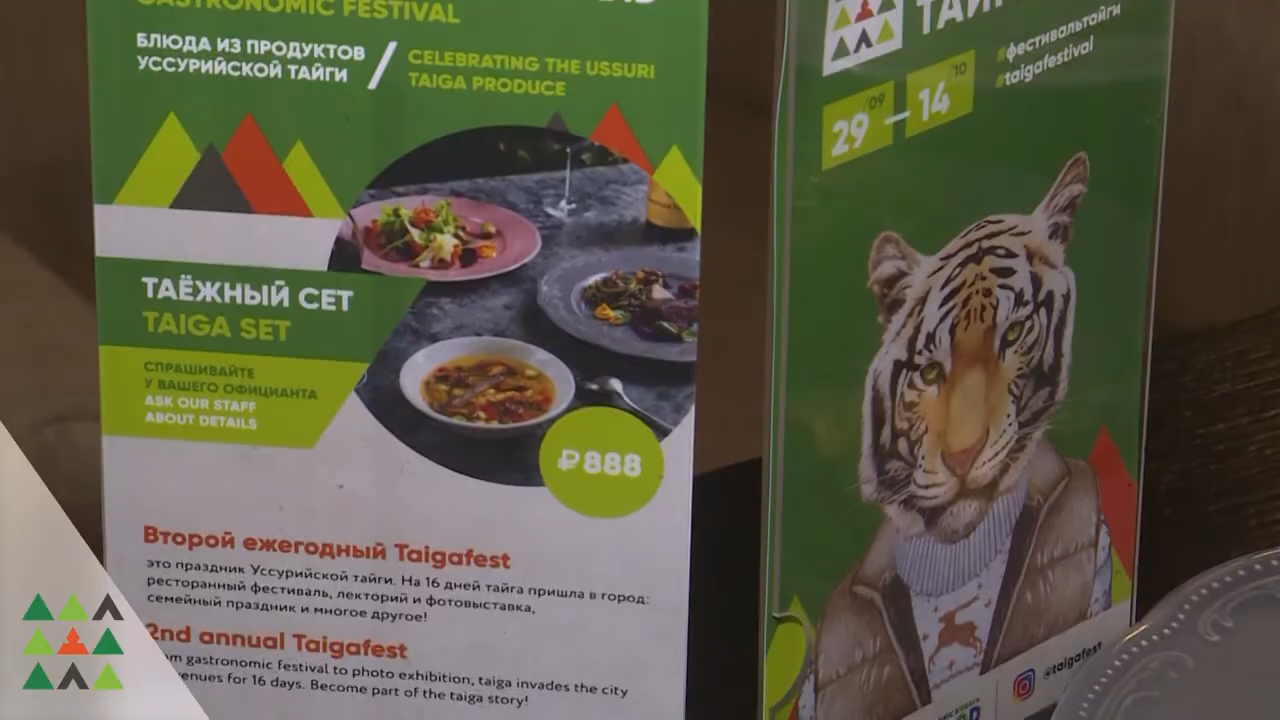 GASTRONOMIC FESTIVAL
БЛЮДА ИЗ ПРОДУКТОВ
УССУРИЙСКОЙ ТАЙГИ
CELEBRATING THE USSURI
TAIGA PRODUCE
ТАЁЖНЫЙ СЕТ
TAIGA SET
СПРАШИВАЙТЕ
У ВАШЕГО ОФИЦИАНТА
ASK OUR STAFF
ABOUT DETAILS
₽888
Второй ежегодный Taigafest
это праздник Уссурийской тайги. На 16 дней тайга пришла в город:
ресторанный фестиваль, лекторий и фотовыставка,
семейный праздник и многое другое!
2nd annual Taigafest
gastronomic festival to photo exhibition, taiga invades the city
for 16 days. Become part of the taiga story!
#фестивальтайги
#taigafestival
29/09 — 14/10
@taigafest